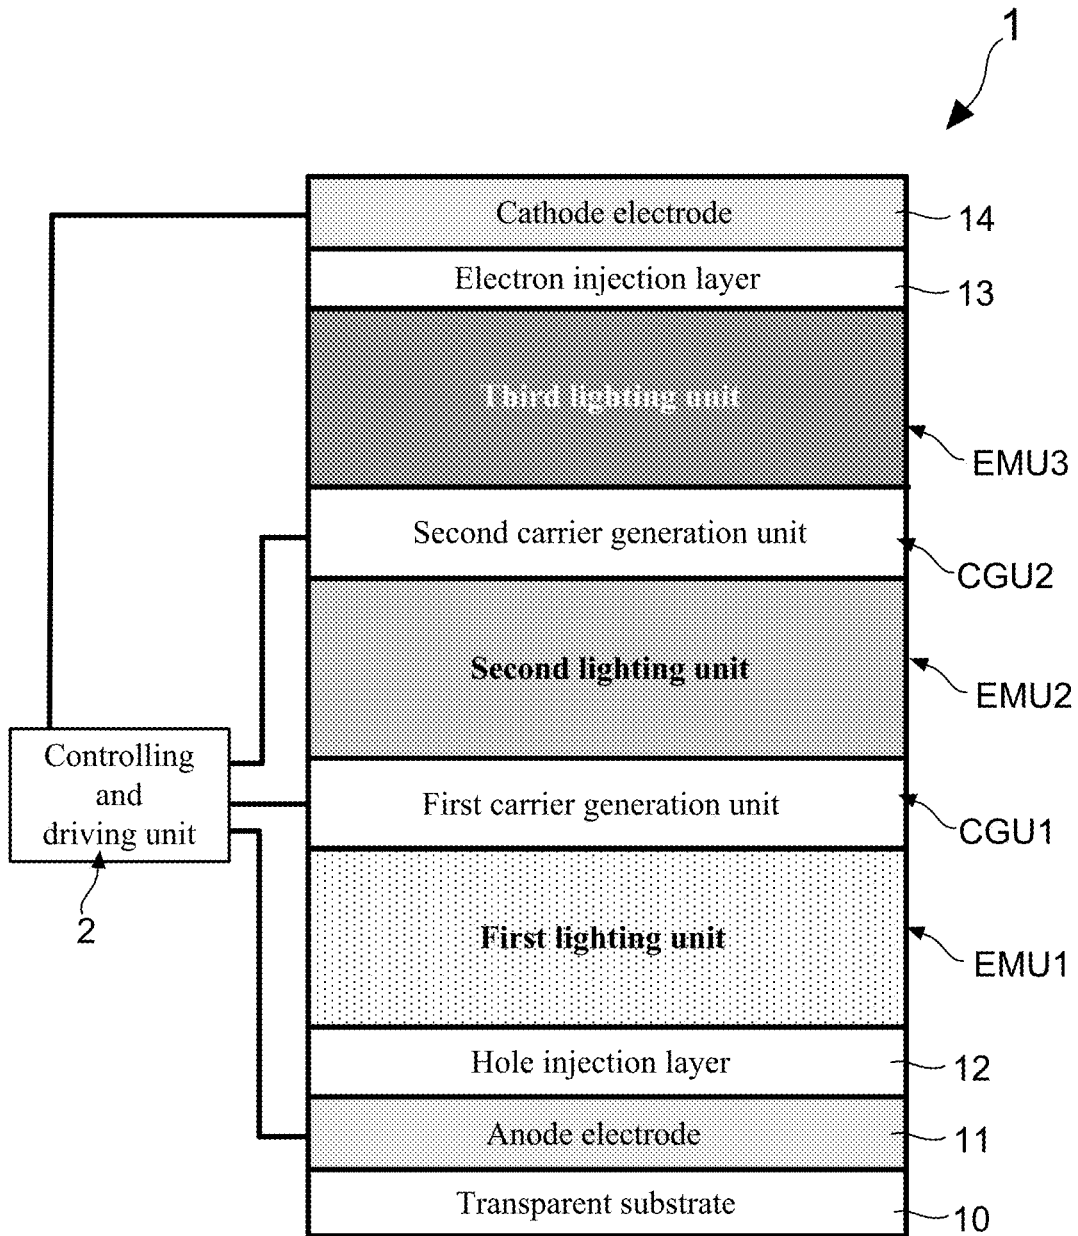 1
Cathode electrode
14
Electron injection layer
13
Third lighting unit
EMU3
Second carrier generation unit
CGU2
Second lighting unit
EMU2
Controlling
and
driving unit
2
First carrier generation unit
CGU1
First lighting unit
EMU1
Hole injection layer
12
Anode electrode
11
Transparent substrate
10